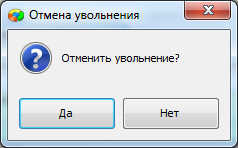 Отмена увольнения
Отменить увольнение?
Да
Нет